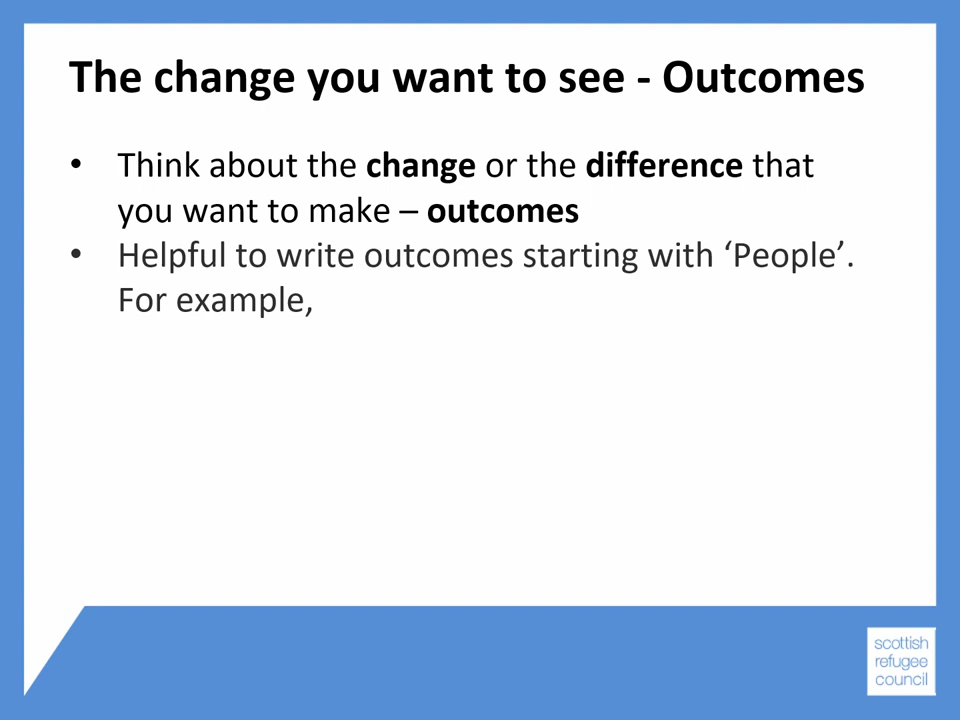 The change you want to see - Outcomes
• Think about the change or the difference that
you want to make – outcomes
• Helpful to write outcomes starting with ‘People’.
For example,
scottish
refugee
council